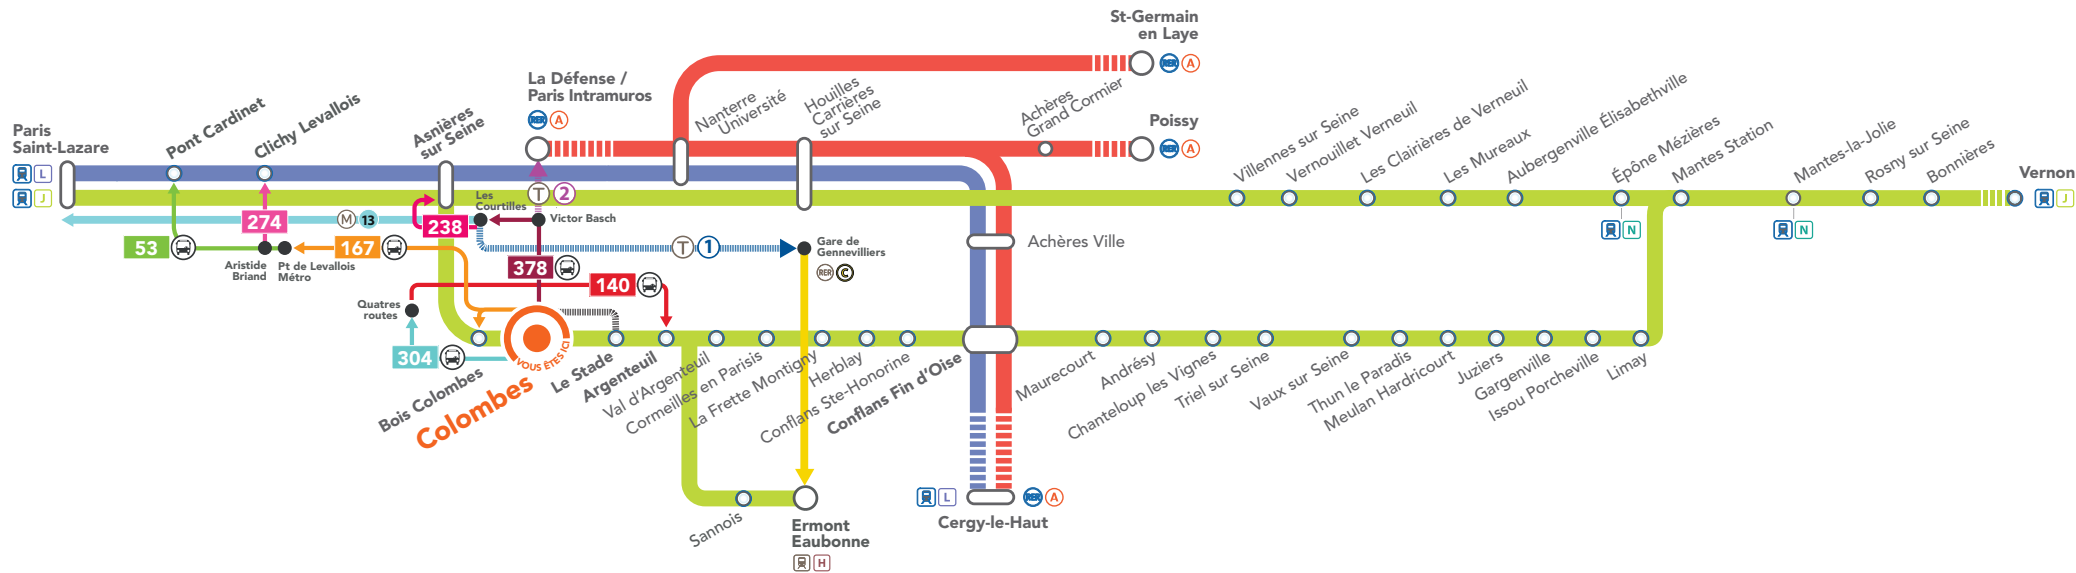 St-Germain
en Laye
RER A
La Défense /
Paris Intramuros
RER A
Nanterre
Université
Houilles
Carrières
sur Seine
Achères
Grand Cormier
Poissy
RER A
Paris
Saint-Lazare
L
J
Pont Cardinet
Clichy Levallois
Asnières
sur Seine
Villennes sur Seine
Vernouillet Verneuil
Les Clairières de Verneuil
Les Mureaux
Aubergenville Élisabethville
Épône Mézières
N
Mantes Station
Mantes-la-Jolie
N
Rosny sur Seine
Bonnières
Vernon
J
T 2
Les
Courtilles
Victor Basch
M 13
274
238
53
167
Aristide
Briand
Pt de Levallois
Métro
378
T 1
Gare de
Gennevilliers
RER C
Achères Ville
140
Quatres
routes
304
VOUS ÊTES ICI
Bois Colombes
Colombes
Le Stade
Argenteuil
Val d'Argenteuil
Cormeilles en Parisis
La Frette Montigny
Herblay
Conflans Ste-Honorine
Conflans Fin d'Oise
Maurecourt
Andrésy
Chanteloup les Vignes
Triel sur Seine
Vaux sur Seine
Thun le Paradis
Meulan Hardricourt
Juziers
Gargenville
Issou Porcheville
Limay
Sannois
Ermont
Eaubonne
H
L
RER A
Cergy-le-Haut